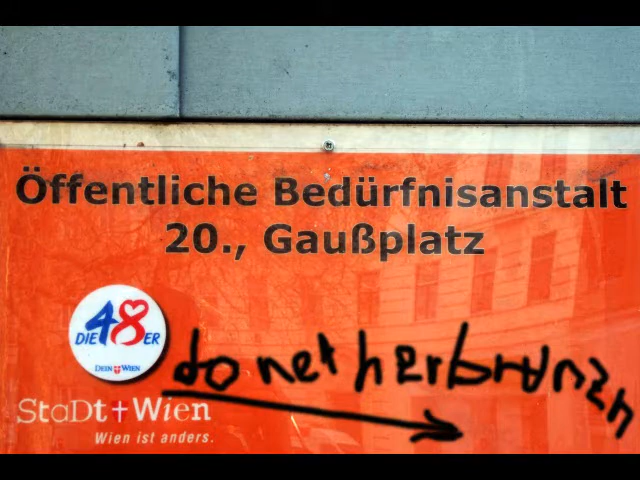 Öffentliche Bedürfnisanstalt
20., Gaußplatz
DIE 48ER
DEIN WIEN
do net herbrunzn
StaDt Wien
Wien ist anders.